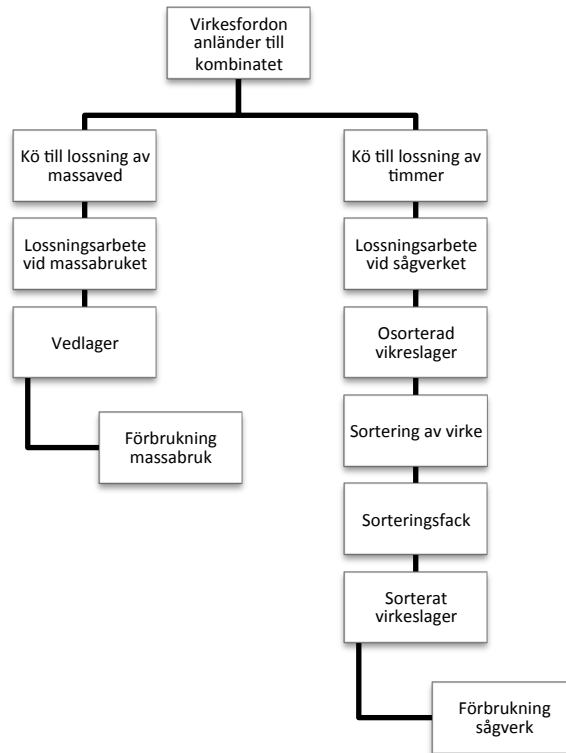 Virkesfordon
anländer till
kombinatet
Kö till lossning av
massaved
Lossningsarbete
vid massabruket
Vedlager
Förbrukning
massabruk
Kö till lossning av
timmer
Lossningsarbete
vid sågverket
Osorterad
vikreslager
Sortering av virke
Sorteringsfack
Sorterat
virkeslager
Förbrukning
sågverk